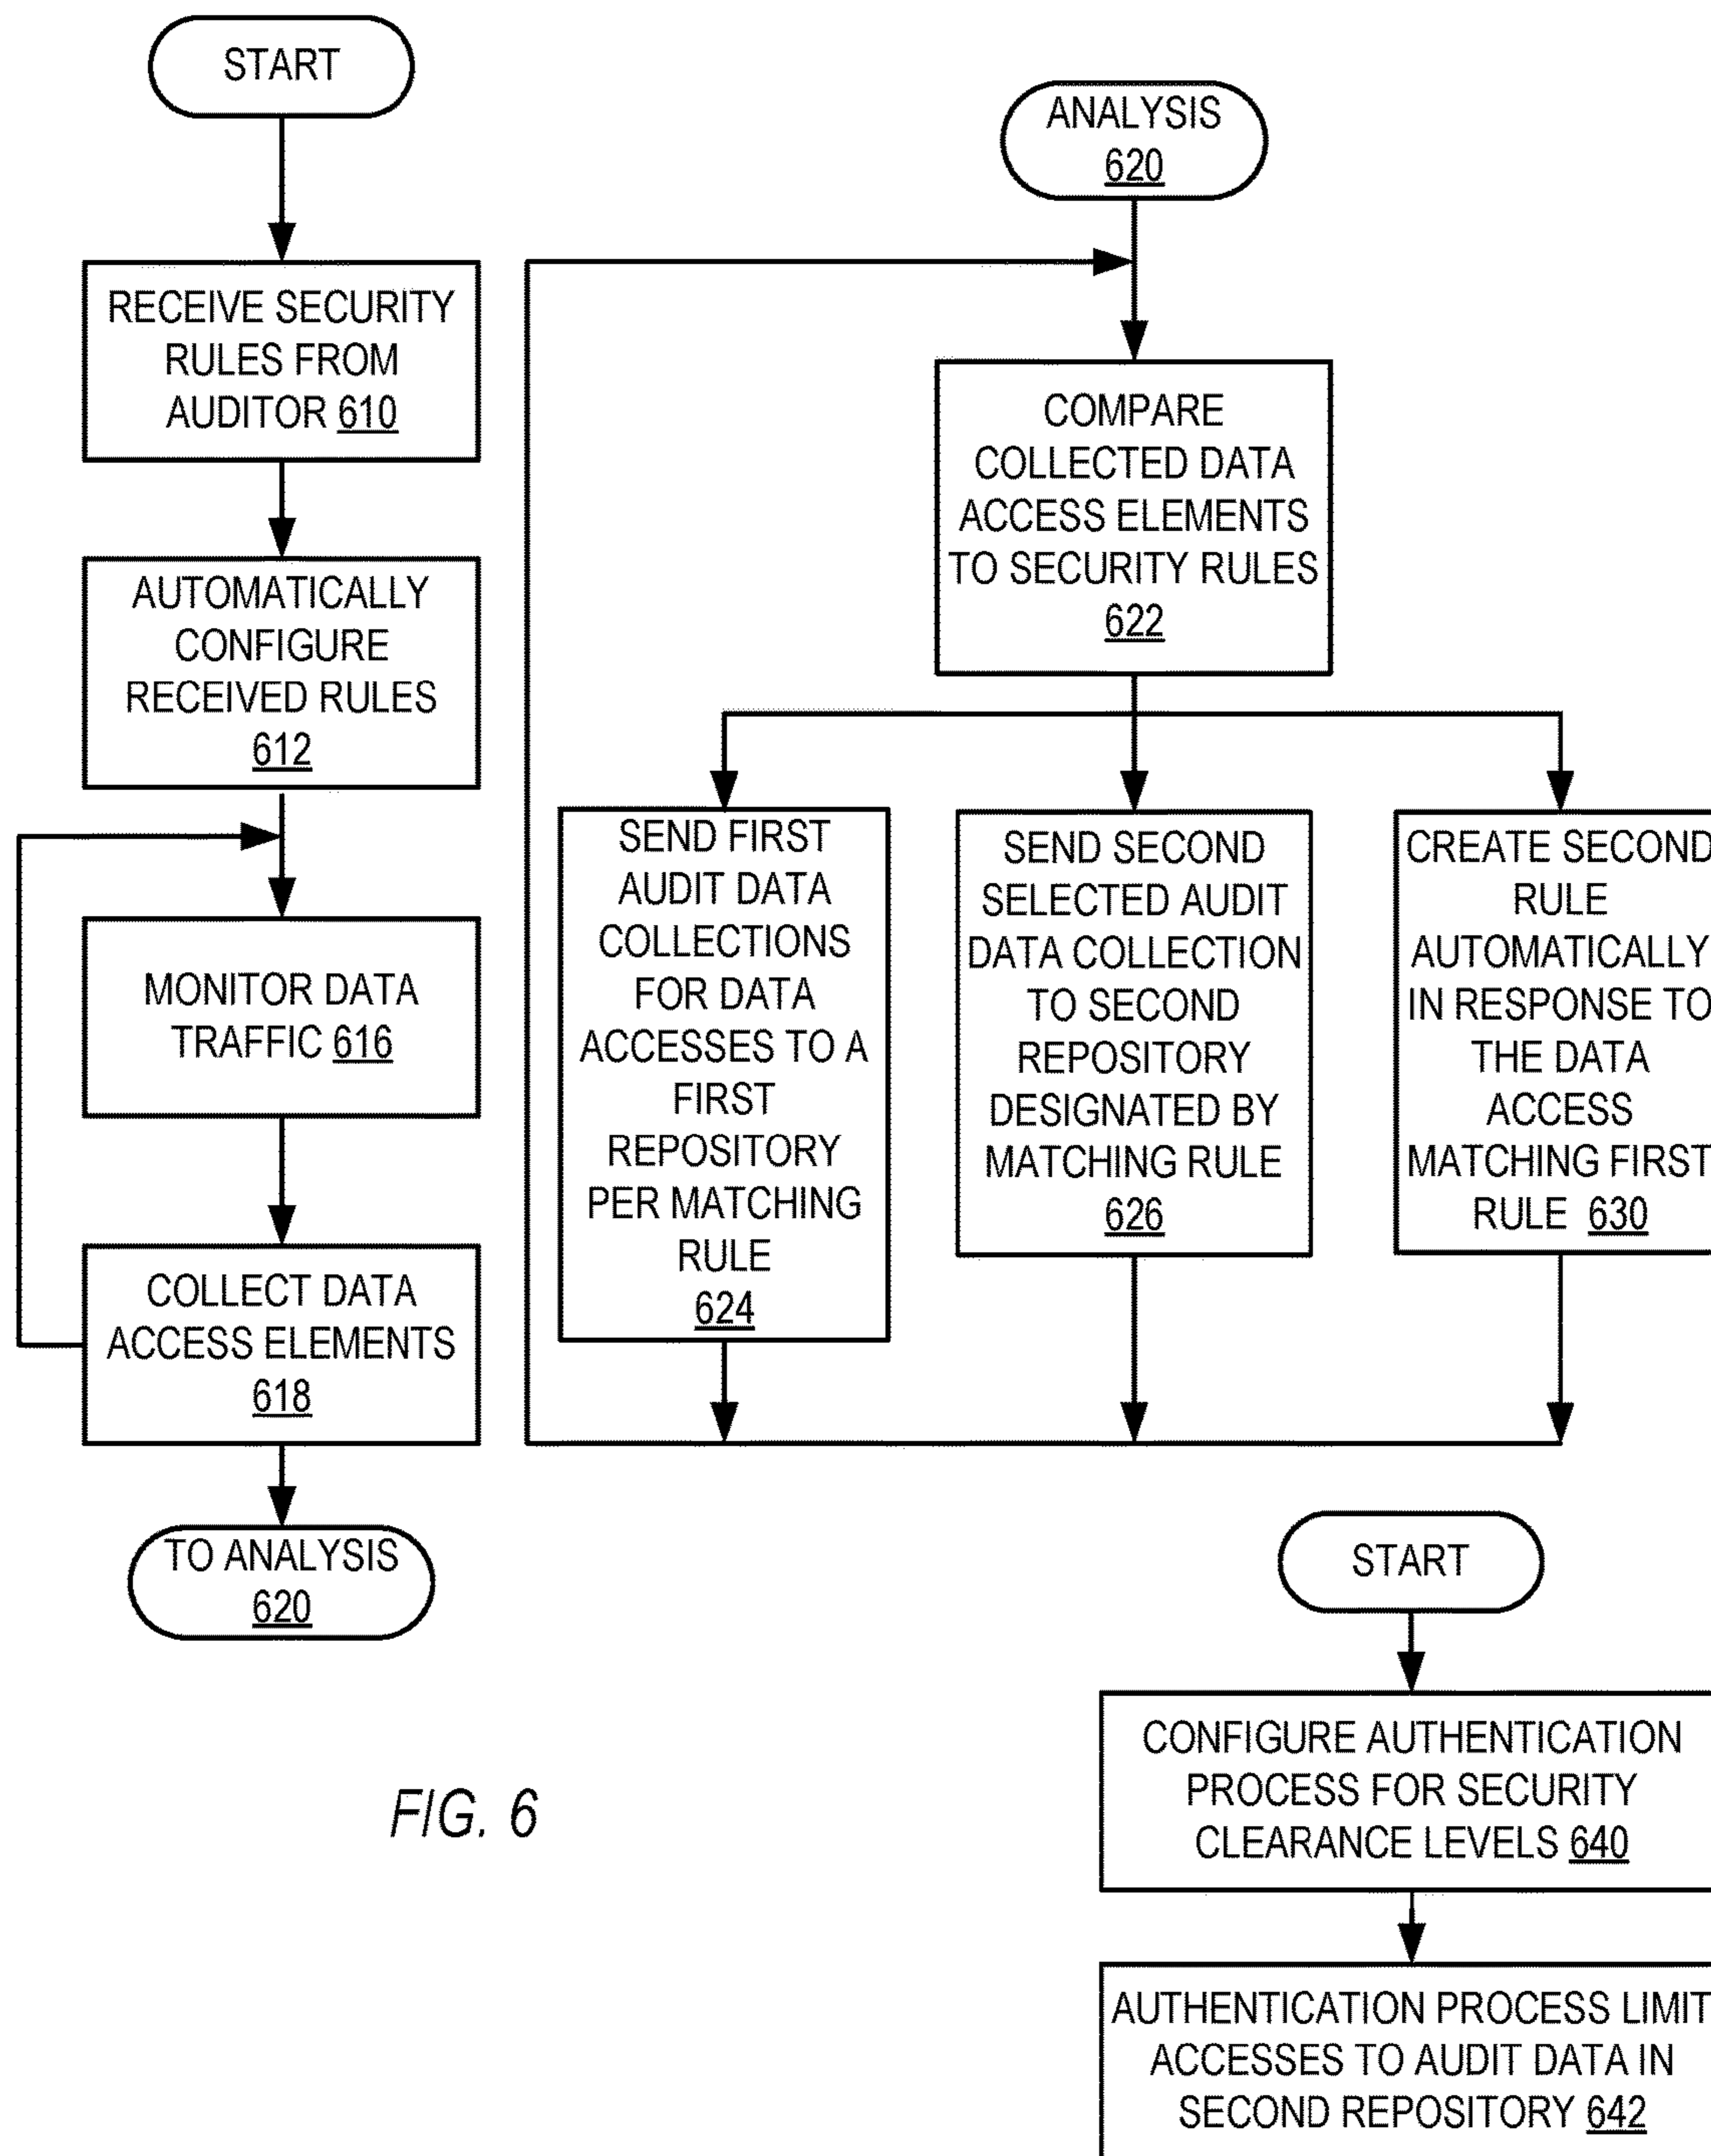 START
RECEIVE SECURITY
RULES FROM
AUDITOR 610
AUTOMATICALLY
CONFIGURE
RECEIVED RULES
612
MONITOR DATA
TRAFFIC 616
COLLECT DATA
ACCESS ELEMENTS
618
TO ANALYSIS
620
ANALYSIS
620
COMPARE
COLLECTED DATA
ACCESS ELEMENTS
TO SECURITY RULES
622
SEND FIRST
AUDIT DATA
COLLECTIONS
FOR DATA
ACCESSES TO A
FIRST
REPOSITORY
PER MATCHING
RULE
624
SEND SECOND
SELECTED AUDIT
DATA COLLECTION
TO SECOND
REPOSITORY
DESIGNATED BY
MATCHING RULE
626
CREATE SECOND
RULE
AUTOMATICALLY
IN RESPONSE TO
THE DATA
ACCESS
MATCHING FIRST
RULE 630
START
CONFIGURE AUTHENTICATION
PROCESS FOR SECURITY
CLEARANCE LEVELS 640
AUTHENTICATION PROCESS LIMIT
ACCESSES TO AUDIT DATA IN
SECOND REPOSITORY 642
FIG. 6